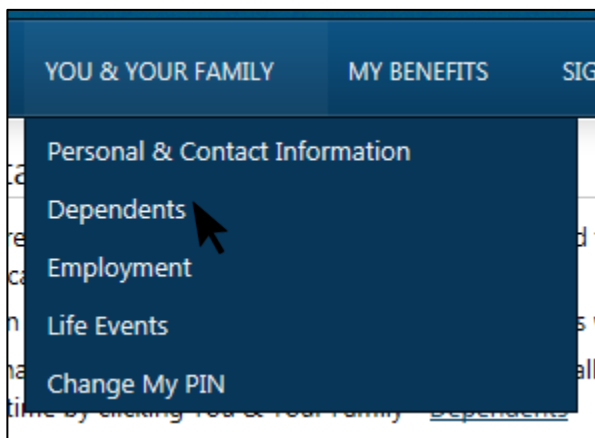 YOU & YOUR FAMILY MY BENEFITS SIG
Personal & Contact Information
Dependents
Employment
Life Events
Change My PIN
time by clicking You & Your Family Dependents